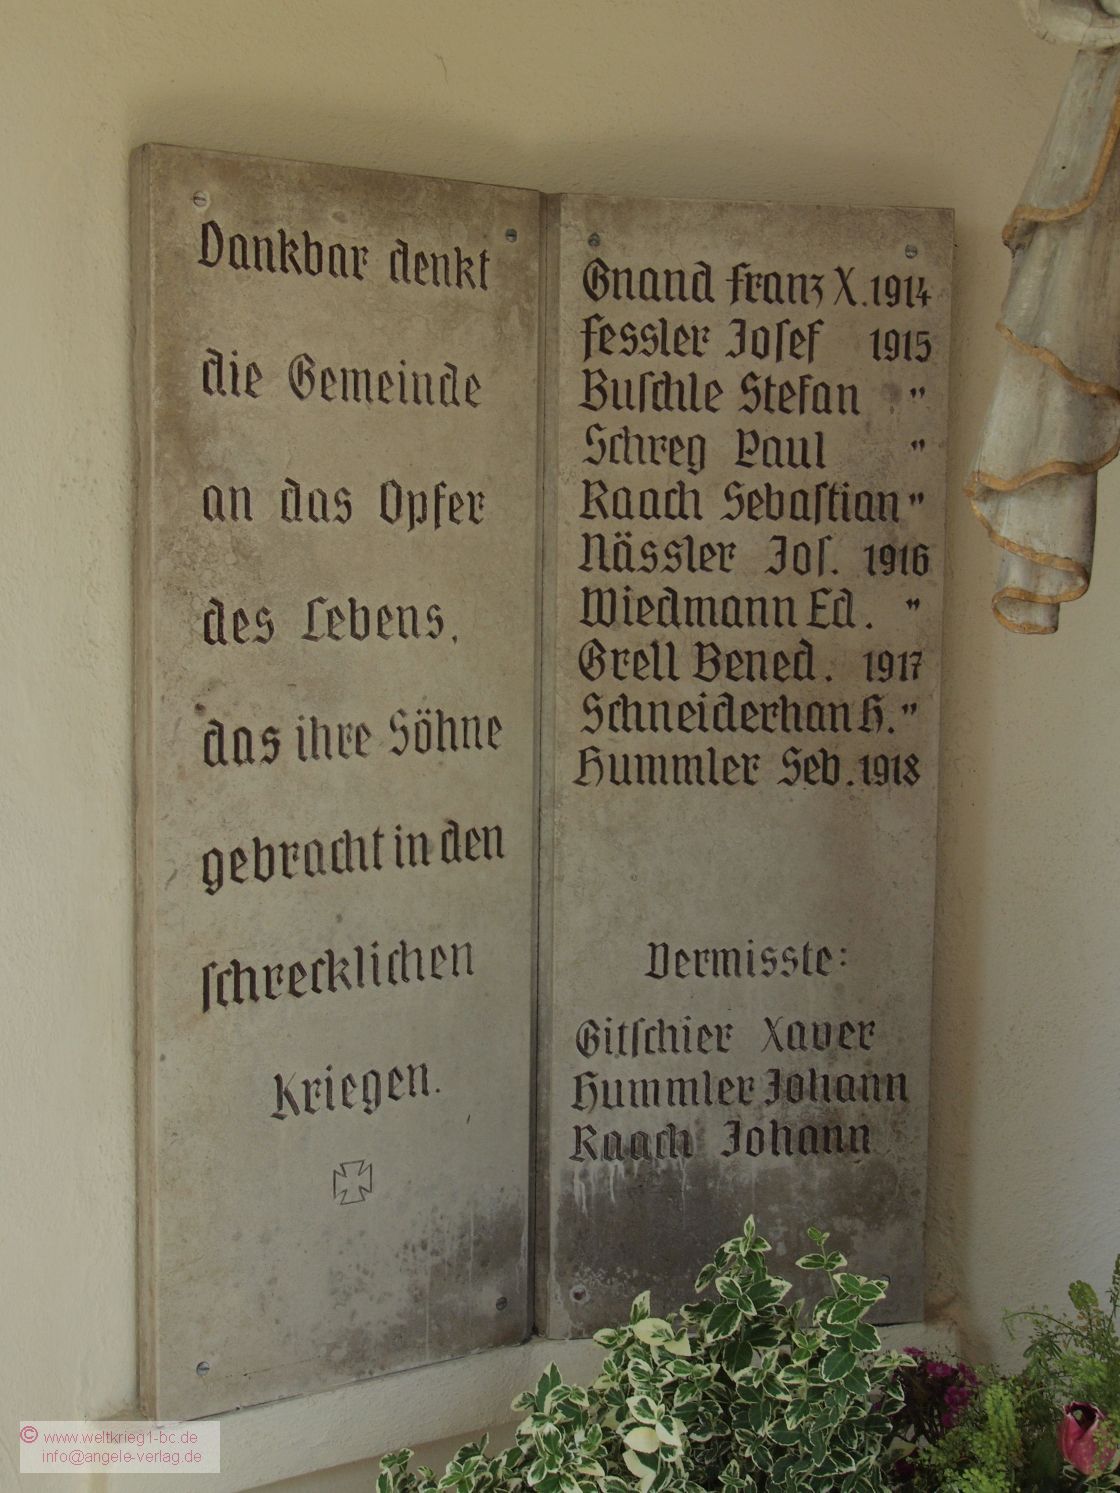 Dankbar denkt
die Gemeinde
an das Opfer
des Lebens,
das ihre Söhne
gebracht in den
schrecklichen
Kriegen.
Gnand Franz X. 1914
Fessler Josef 1915
Buschle Stefan "
Schreg Paul "
Raach Sebastian "
Nässler Jos. 1916
Wiedmann Ed. "
Grell Bened. 1917
Schneiderhan H. "
Hummler Seb. 1918
Vermisste:
Gitschier Xaver
Hummler Johann
Raach Johann
© www.weltkrieg1-bc.de
info@angele-verlag.de